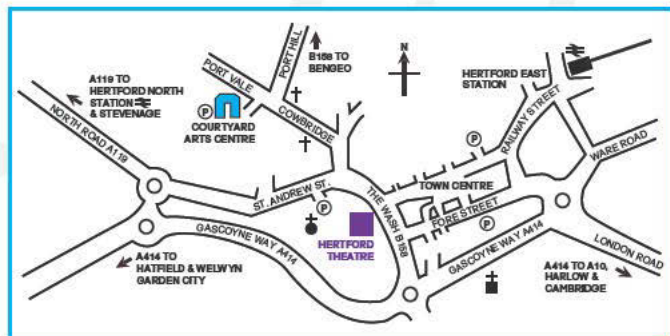 PORT HILL
B158 TO
BENGEO
N
PORT VALE
A119 TO
HERTFORD NORTH
STATION
& STEVENAGE
P
COURTYARD
ARTS CENTRE
COWBRIDGE
HERTFORD EAST
STATION
RAILWAY STREET
P
NORTH ROAD A119
WARE ROAD
ST. ANDREW ST.
P
THE WASH B158
TOWN CENTRE
FORE STREET
P
HERTFORD
THEATRE
GASCOYNE WAY A414
GASCOYNE WAY A414
LONDON ROAD
A414 TO
HATFIELD & WELWYN
GARDEN CITY
A414 TO A10,
HARLOW &
CAMBRIDGE